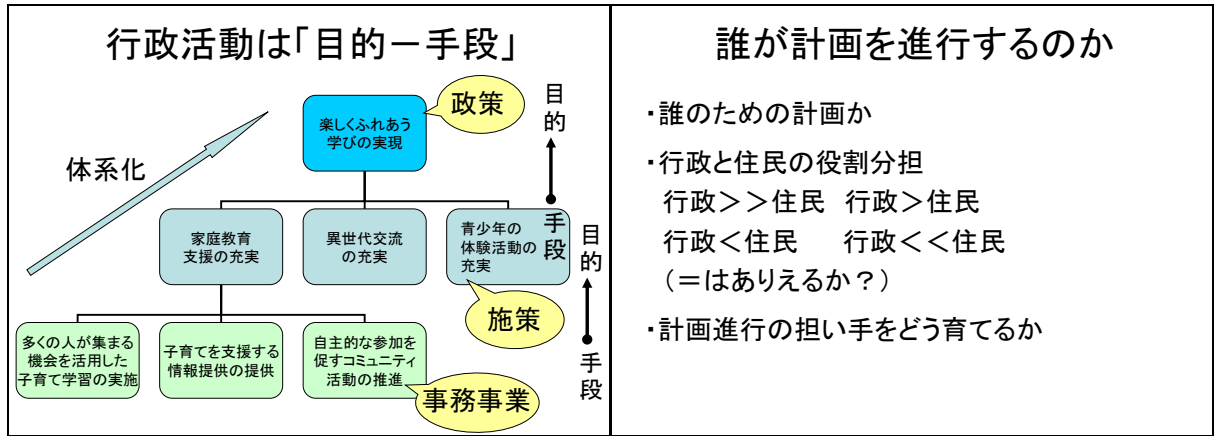 行政活動は「目的－手段」
政策
楽しくふれあう
学びの実現
体系化
目的
手段
家庭教育
支援の充実
異世代交流
の充実
青少年の
体験活動の
充実
施策
目的
手段
多くの人が集まる
機会を活用した
子育て学習の実施
子育てを支援する
情報提供の提供
自主的な参加を
促すコミュニティ
活動の推進
事務事業
誰が計画を進行するのか
・誰のための計画か
・行政と住民の役割分担
行政＞＞住民 行政＞住民
行政＜住民 行政＜＜住民
（＝はありえるか？）
・計画進行の担い手をどう育てるか